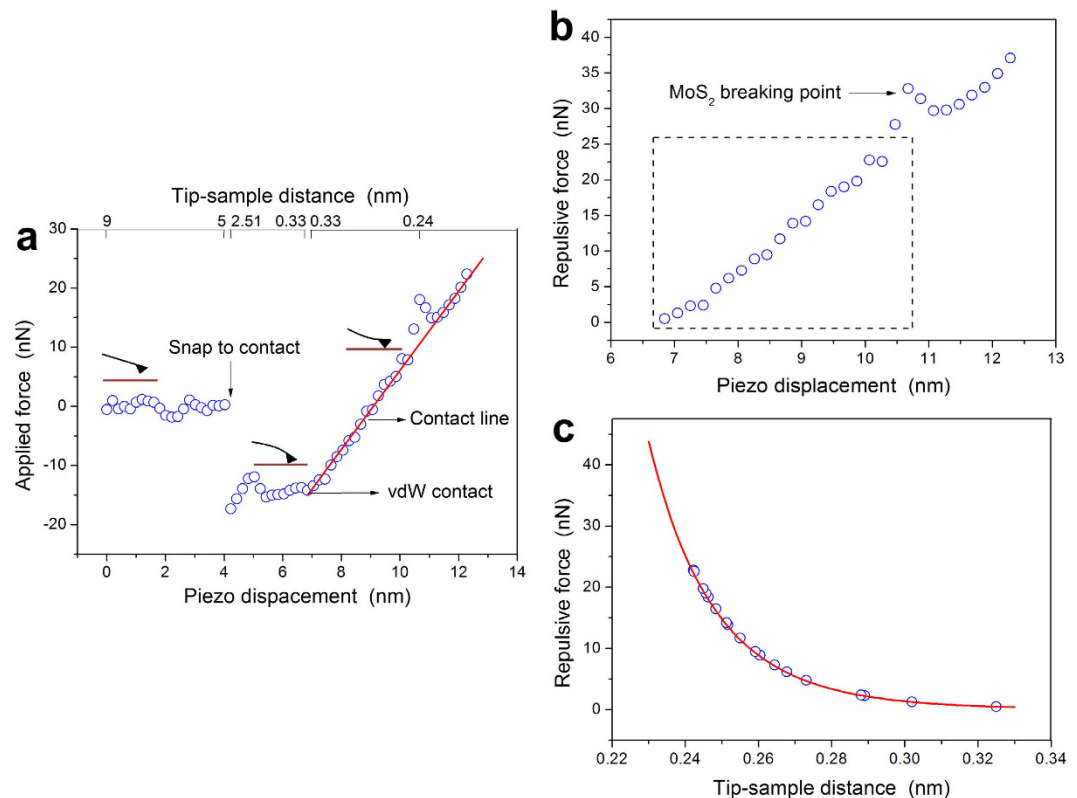 a
Tip-sample distance (nm)
9 5 2.51 0.33 0.33 0.24
30
20
10
0
-10
-20
Applied force (nN)
Snap to contact
Contact line
vdW contact
0 2 4 6 8 10 12 14
Piezo dispacement (nm)
b
40
35
30
25
20
15
10
5
0
Repulsive force (nN)
MoS2 breaking point
6 7 8 9 10 11 12 13
Piezo displacement (nm)
c
40
30
20
10
0
Repulsive force (nN)
0.22 0.24 0.26 0.28 0.30 0.32 0.34
Tip-sample distance (nm)